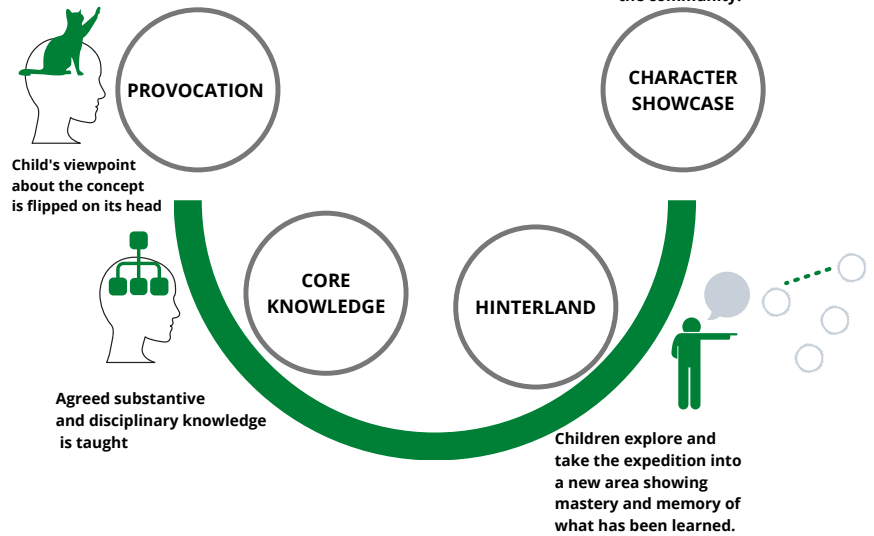 the community.
PROVOCATION
CHARACTER
SHOWCASE
Child's viewpoint
about the concept
is flipped on its head
CORE
KNOWLEDGE
HINTERLAND
Agreed substantive
and disciplinary knowledge
is taught
Children explore and
take the expedition into
a new area showing
mastery and memory of
what has been learned.